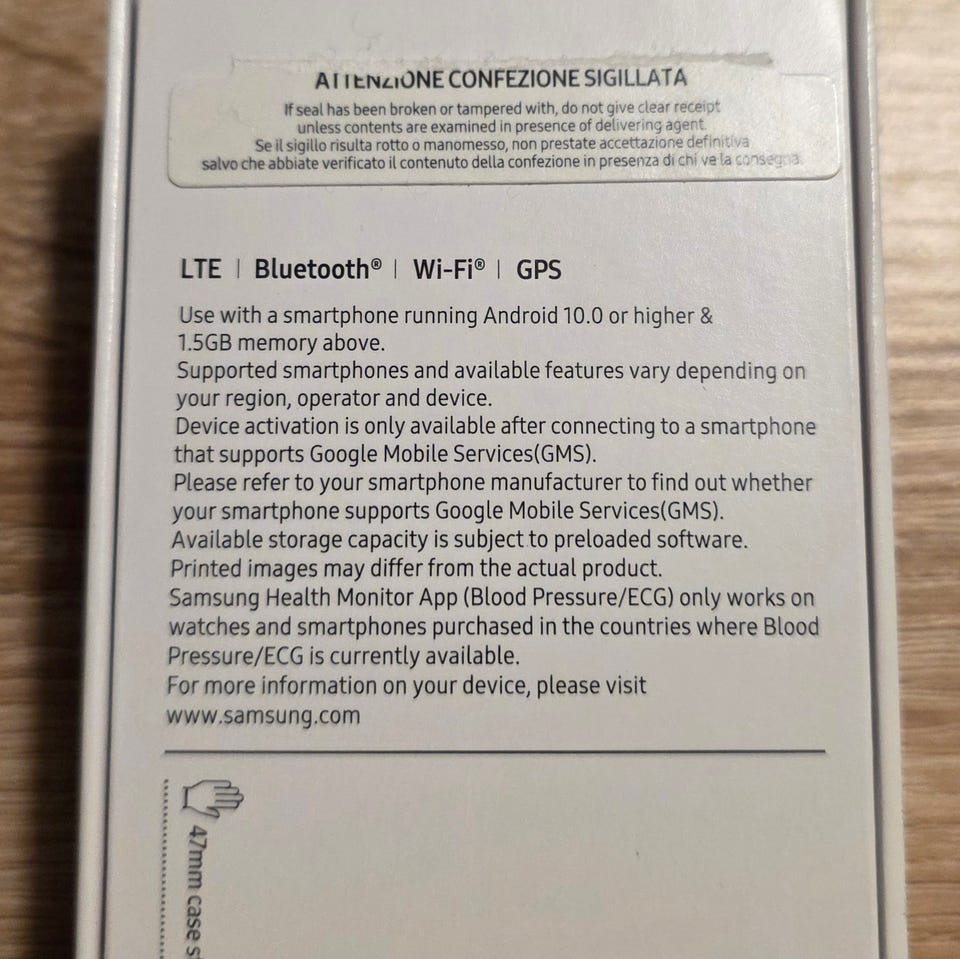 ATTENZIONE CONFEZIONE SIGILLATA
If seal has been broken or tampered with, do not give clear receipt
unless contents are examined in presence of delivering agent.
Se il sigillo risulta rotto o manomesso, non prestate accettazione definitiva
salvo che abbiate verificato il contenuto della confezione in presenza di chi ve la consegna.
LTE | Bluetooth® | Wi-Fi® | GPS
Use with a smartphone running Android 10.0 or higher &
1.5GB memory above.
Supported smartphones and available features vary depending on
your region, operator and device.
Device activation is only available after connecting to a smartphone
that supports Google Mobile Services(GMS).
Please refer to your smartphone manufacturer to find out whether
your smartphone supports Google Mobile Services(GMS).
Available storage capacity is subject to preloaded software.
Printed images may differ from the actual product.
Samsung Health Monitor App (Blood Pressure/ECG) only works on
watches and smartphones purchased in the countries where Blood
Pressure/ECG is currently available.
For more information on your device, please visit
www.samsung.com
47mm case